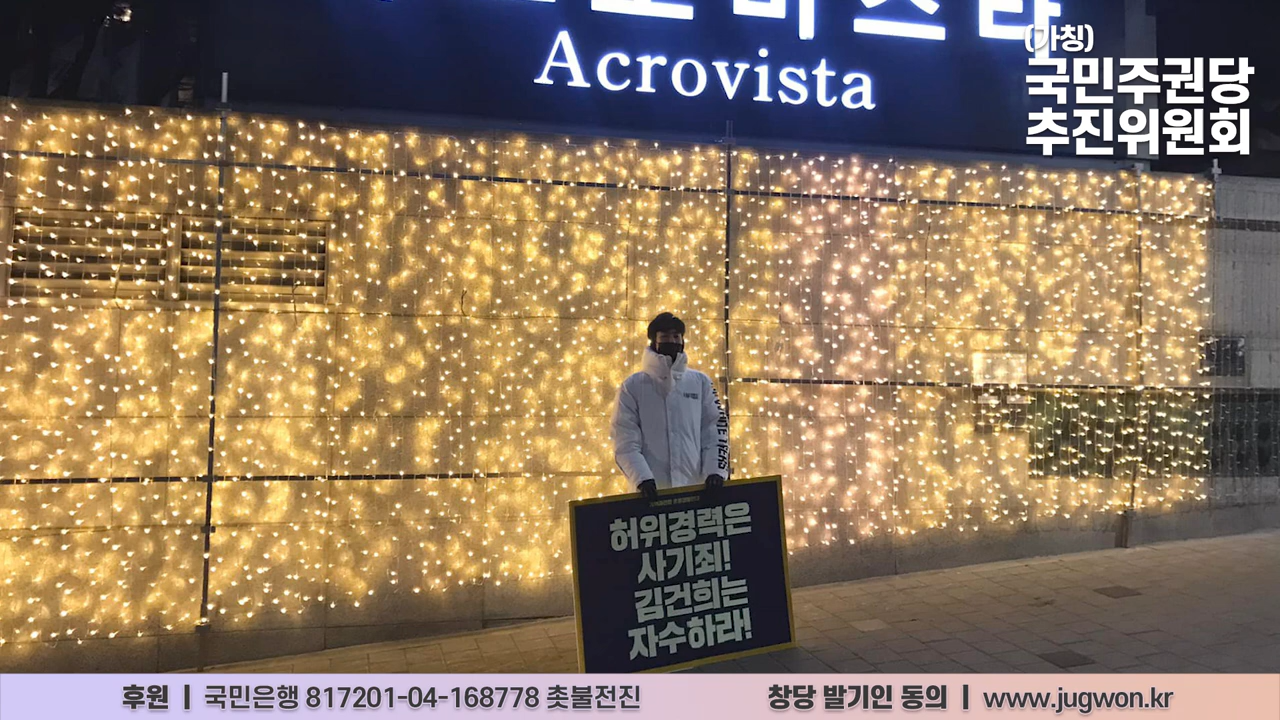 Acrovista
(가칭)
국민주권당
추진위원회
허위경력은
사기죄!
김건희는
자수하라!
후원 | 국민은행 817201-04-168778 촛불전진
창당 발기인 동의 | www.jugwon.kr